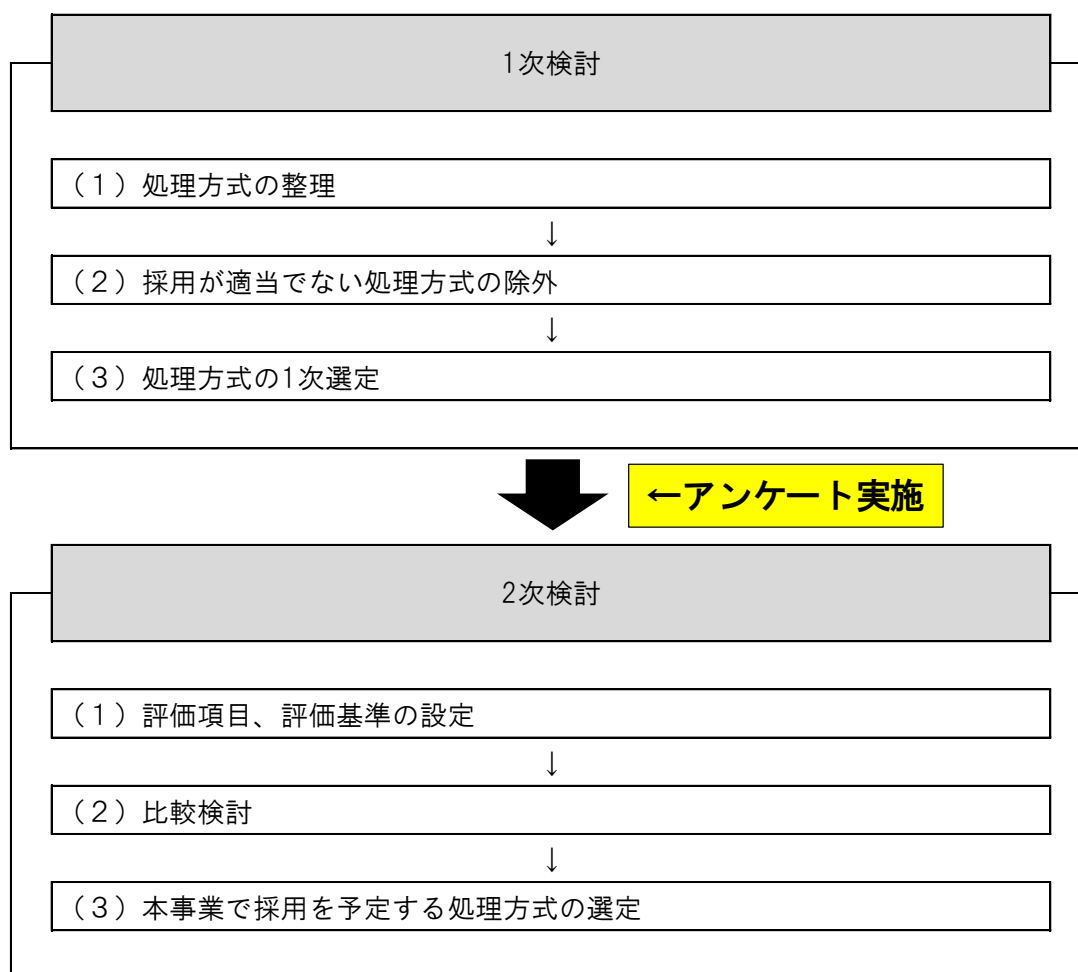 1次検討
（１）処理方式の整理
↓
（２）採用が適当でない処理方式の除外
↓
（３）処理方式の1次選定
←アンケート実施
2次検討
（１）評価項目、評価基準の設定
↓
（２）比較検討
↓
（３）本事業で採用を予定する処理方式の選定